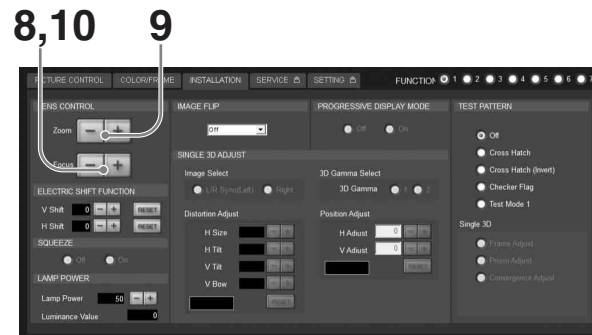 8,10 9
PICTURE CONTROL COLOR/FRAME INSTALLATION SERVICE SETTING FUNCTION 1 2 3 4 5 6
LENS CONTROL
Zoom - +
Focus - +
ELECTRIC SHIFT FUNCTION
V Shift 0 - + RESET
H Shift 0 - + RESET
SQUEEZE
Off On
LAMP POWER
Lamp Power 50 - +
Luminance Value 0
IMAGE FLIP
Off
SINGLE 3D ADJUST
Image Select
L/R Sync(Left) Right
Distortion Adjust
H Size - +
H Tilt - +
V Tilt - +
V Bow - +
RESET
PROGRESSIVE DISPLAY MODE
Off On
3D Gamma Select
3D Gamma 1 2
Position Adjust
H Adjust 0 - +
V Adjust 0 - +
RESET
TEST PATTERN
Off
Cross Hatch
Cross Hatch (Invert)
Checker Flag
Test Mode 1
Single 3D
Frame Adjust
Prism Adjust
Convergence Adjust